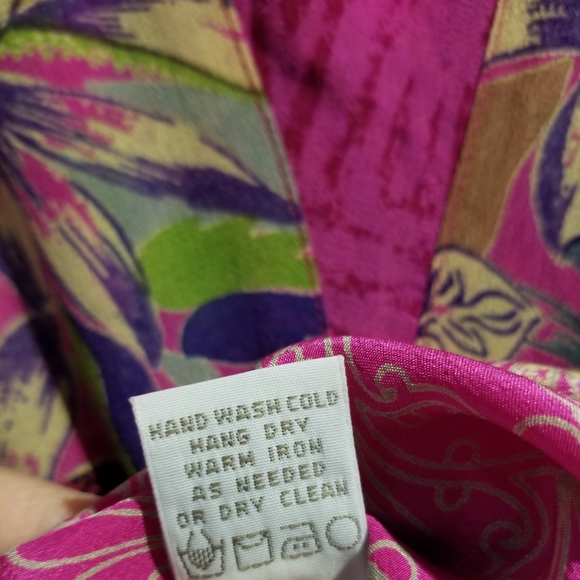 HAND WASH COLD
HANG DRY
WARM IRON
AS NEEDED
OR DRY CLEAN